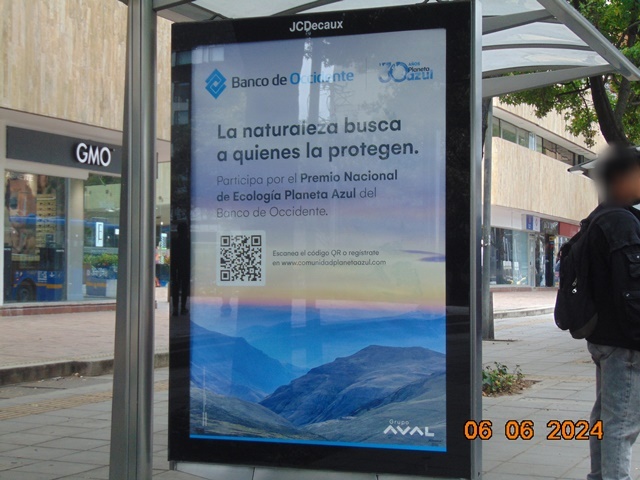 JCDecaux
Banco de Occidente
30 años
Planeta
azul
La naturaleza busca
a quienes la protegen.
Participa por el Premio Nacional
de Ecología Planeta Azul del
Banco de Occidente.
Escanea el código QR o regístrate
en www.comunidadplanetaazul.com
Grupo
AVAL
GMO
06 06 2024